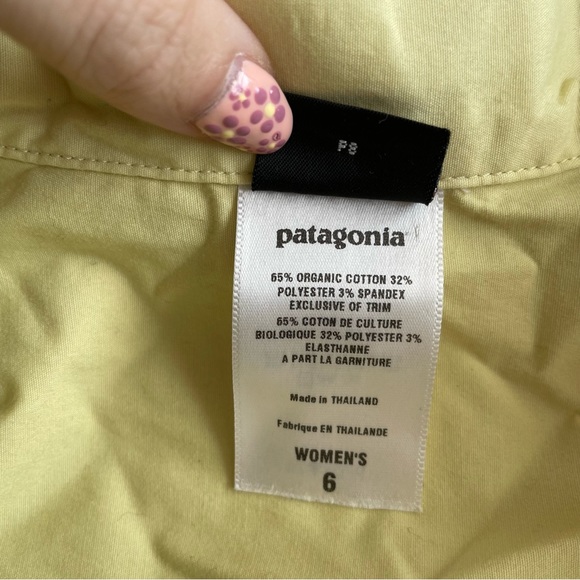 F8
patagonia
65% ORGANIC COTTON 32%
POLYESTER 3% SPANDEX
EXCLUSIVE OF TRIM
65% COTON DE CULTURE
BIOLOGIQUE 32% POLYESTER 3%
ELASTHANNE
A PART LA GARNITURE
Made in THAILAND
Fabrique EN THAILANDE
WOMEN'S
6